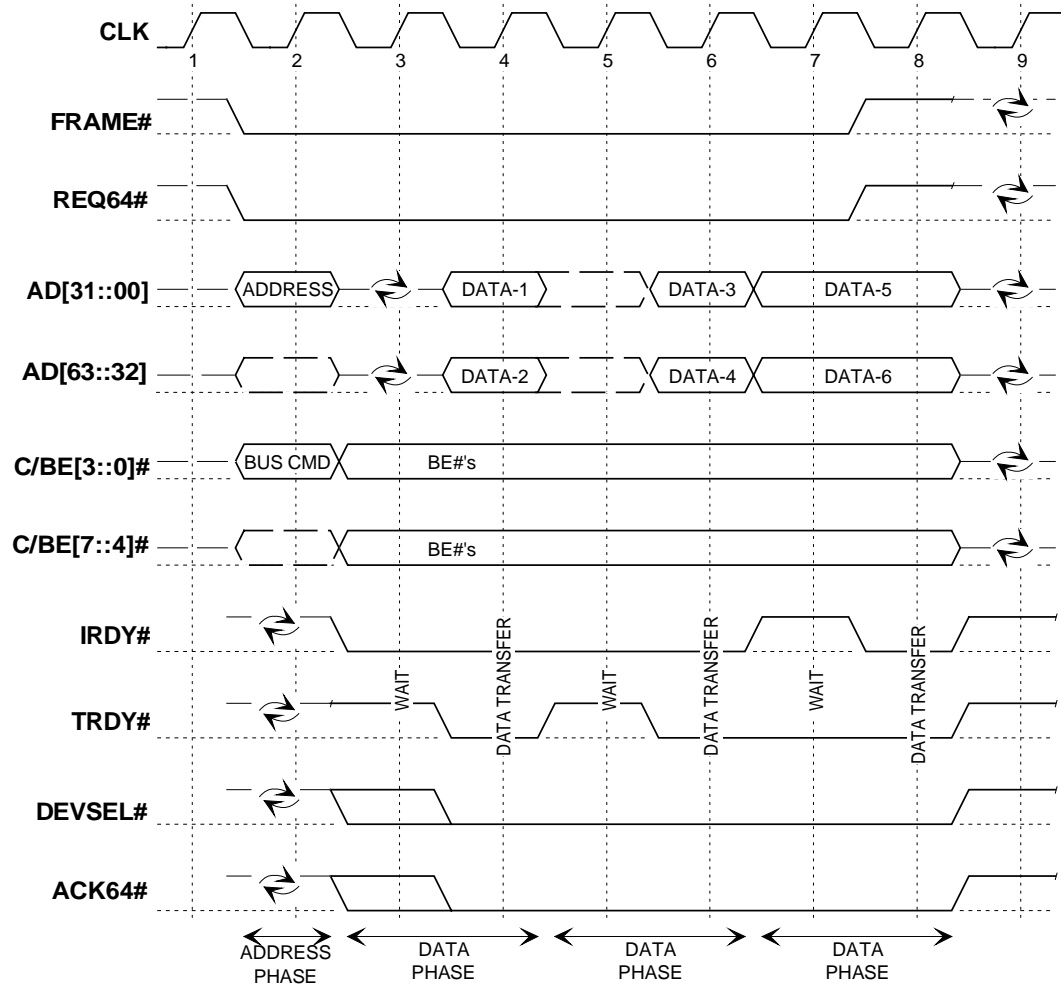 CLK
1 2 3 4 5 6 7 8 9
FRAME#
REQ64#
AD[31::00] ADDRESS DATA-1 DATA-3 DATA-5
AD[63::32] DATA-2 DATA-4 DATA-6
C/BE[3::0]# BUS CMD BE#'s
C/BE[7::4]# BE#'s
IRDY#
WAIT
DATA TRANSFER
WAIT
DATA TRANSFER
WAIT
DATA TRANSFER
TRDY#
DEVSEL#
ACK64#
ADDRESS DATA DATA DATA
PHASE PHASE PHASE PHASE